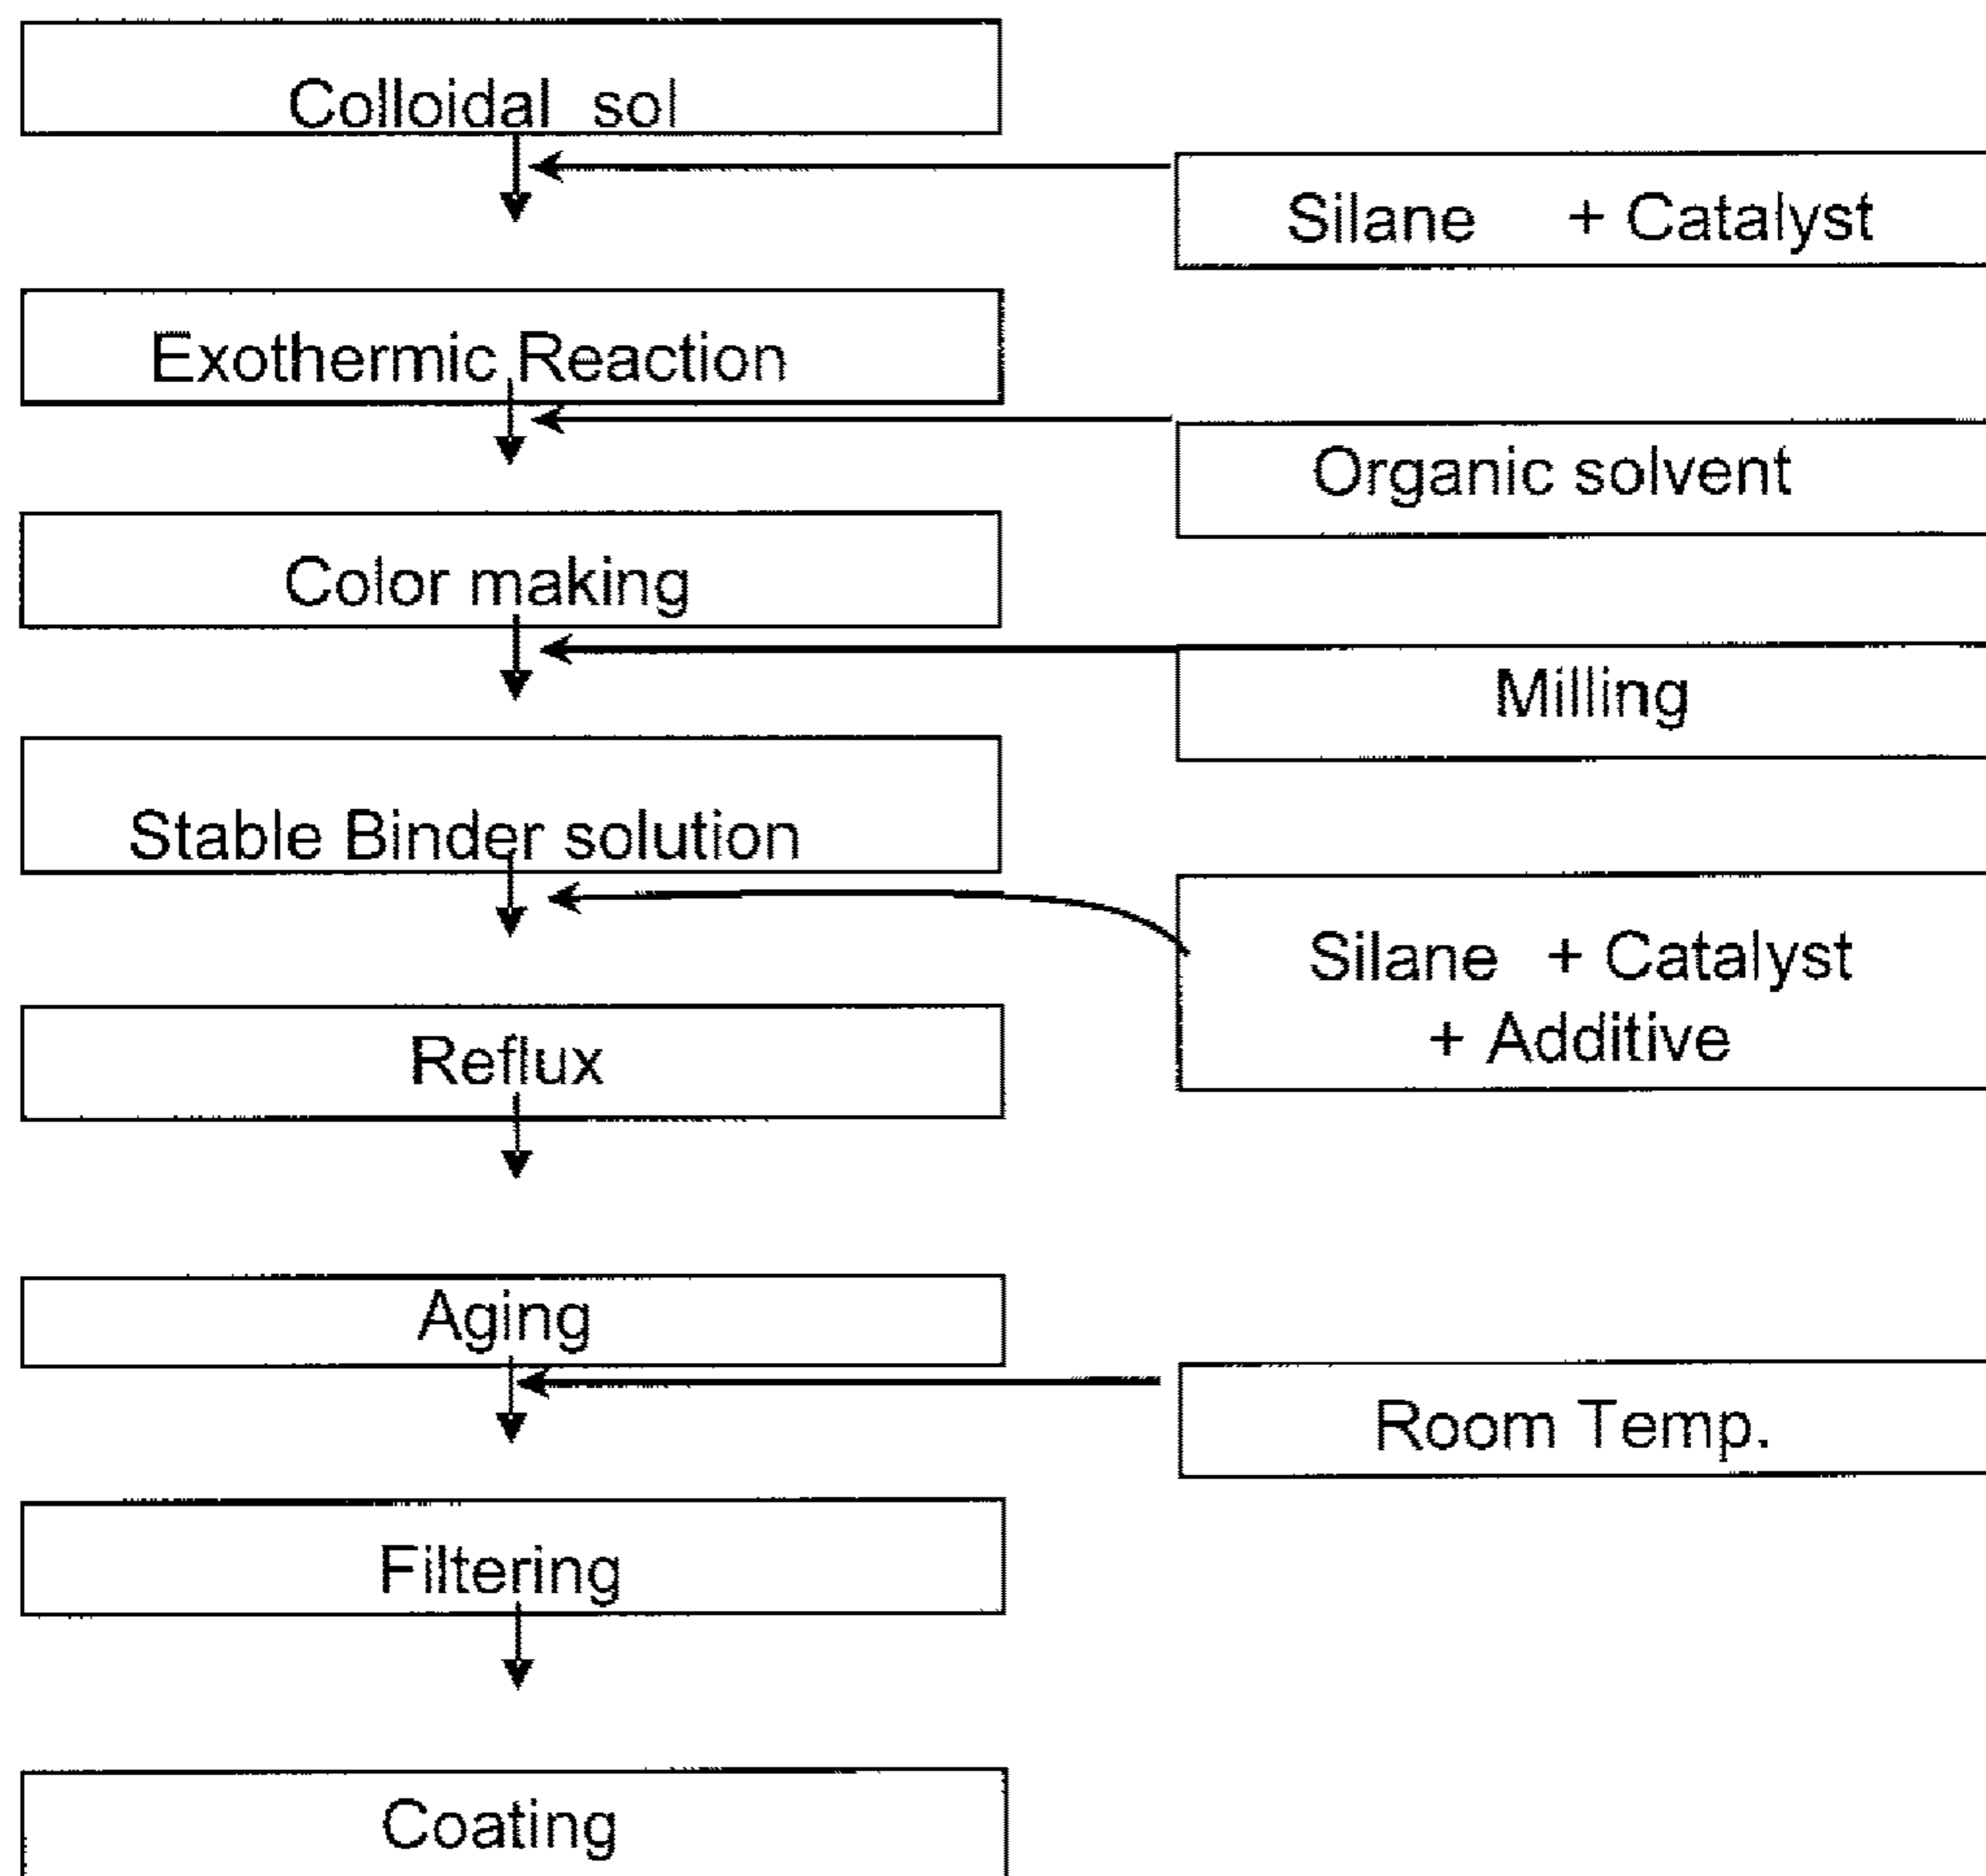 Colloidal sol
Silane + Catalyst
Exothermic Reaction
Organic solvent
Color making
Milling
Stable Binder solution
Silane + Catalyst
+ Additive
Reflux
Aging
Room Temp.
Filtering
Coating